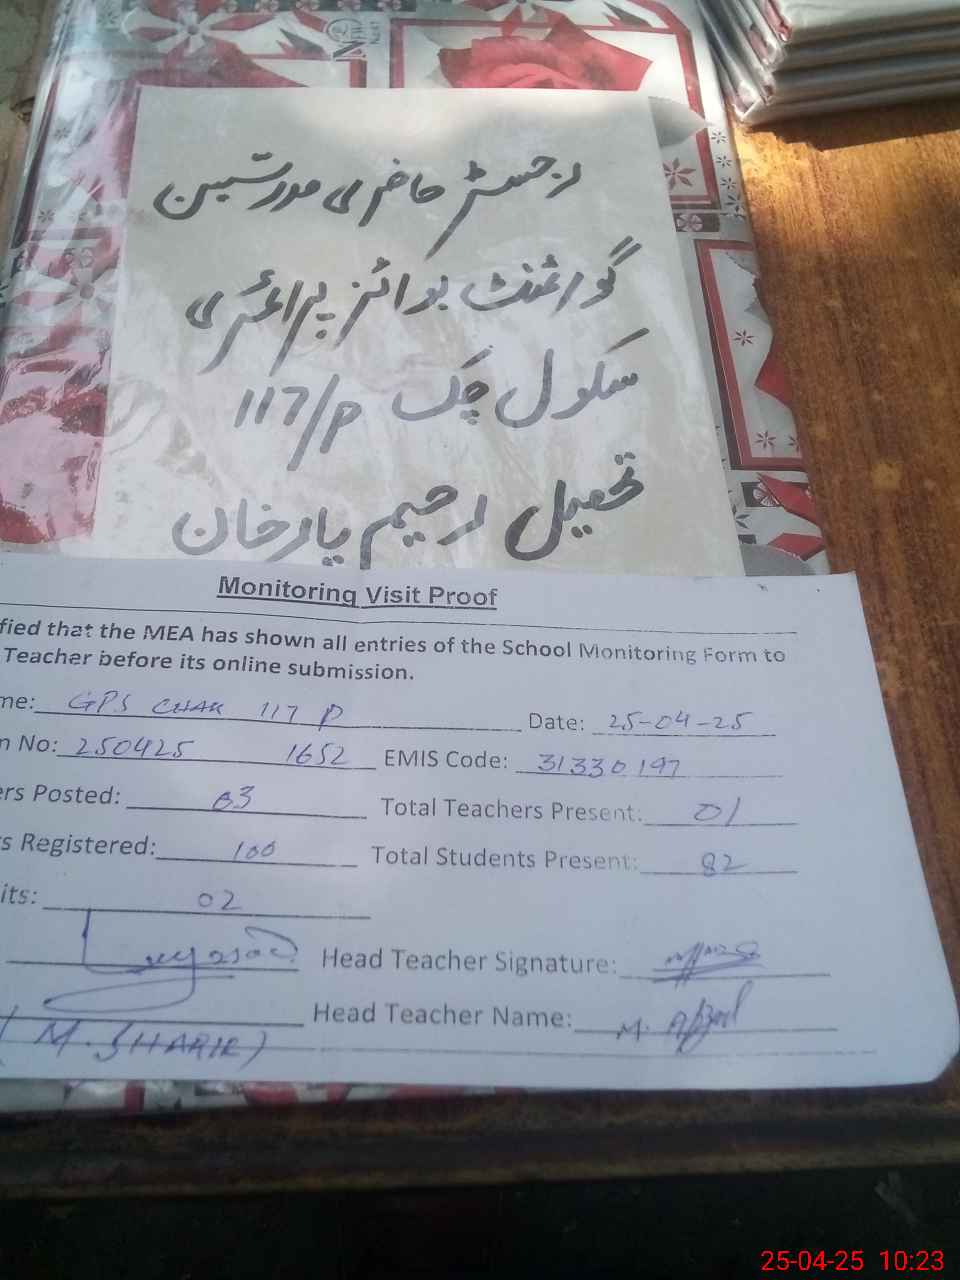 رجسٹر حاضری مدرسین
گورنمنٹ بوائز پرائمری
سکول چک 117/P
تحصیل رحیم یار خان
Monitoring Visit Proof
fied that the MEA has shown all entries of the School Monitoring Form to
Teacher before its online submission.
me: GPS CHAK 117 P Date: 25-04-25
n No: 250425 1652 EMIS Code: 31330197
ers Posted: 03 Total Teachers Present: 01
s Registered: 100 Total Students Present: 82
its: 02
Head Teacher Signature:
Head Teacher Name: M. Afzal
(M. SHARIF)
25-04-25 10:23